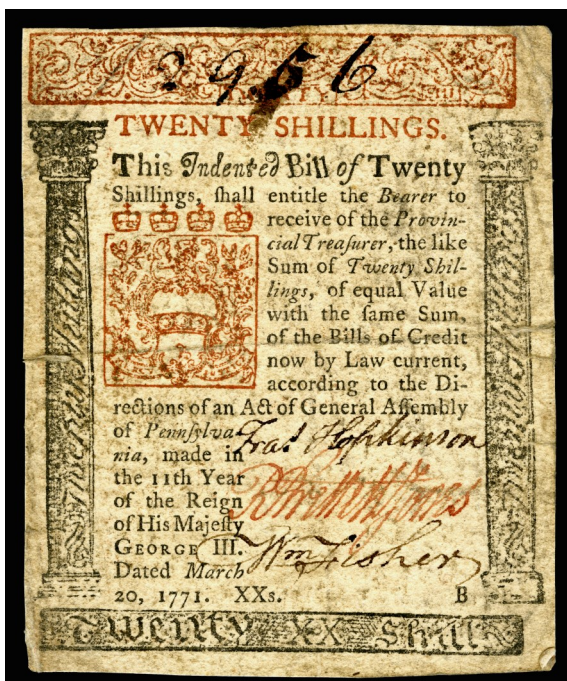 2956
TWENTY SHILLINGS.
This Indented Bill of Twenty
Shillings, ſhall entitle the Bearer to
receive of the Provin-
cial Treaſurer, the like
Sum of Twenty Shil-
lings, of equal Value
with the ſame Sum,
of the Bills of Credit
now by Law current,
according to the Di-
rections of an Act of General Aſſembly
of Pennſylva-
nia, made in
the 11th Year
of the Reign
of His Majeſty
GEORGE III.
Dated March
20, 1771. XXs. B
Fraˢ Hopkinson
Wm Fisher
Twenty XX Shill